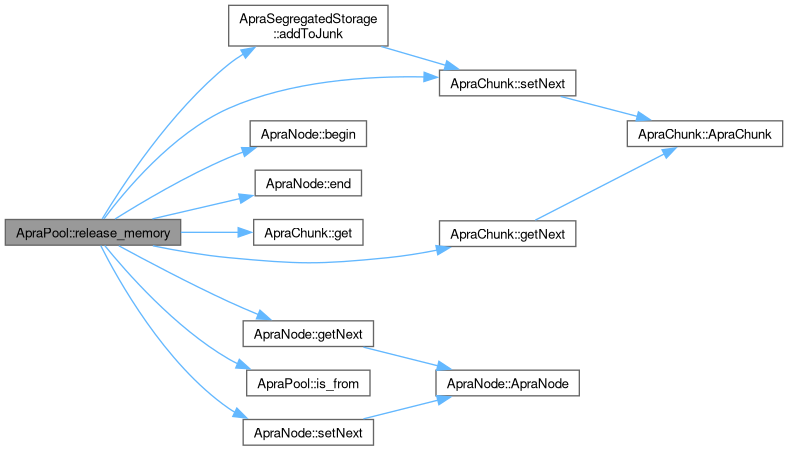 ApraSegregatedStorage
::addToJunk
ApraChunk::setNext
ApraNode::begin
ApraChunk::ApraChunk
ApraNode::end
ApraPool::release_memory
ApraChunk::get
ApraChunk::getNext
ApraNode::getNext
ApraPool::is_from
ApraNode::ApraNode
ApraNode::setNext